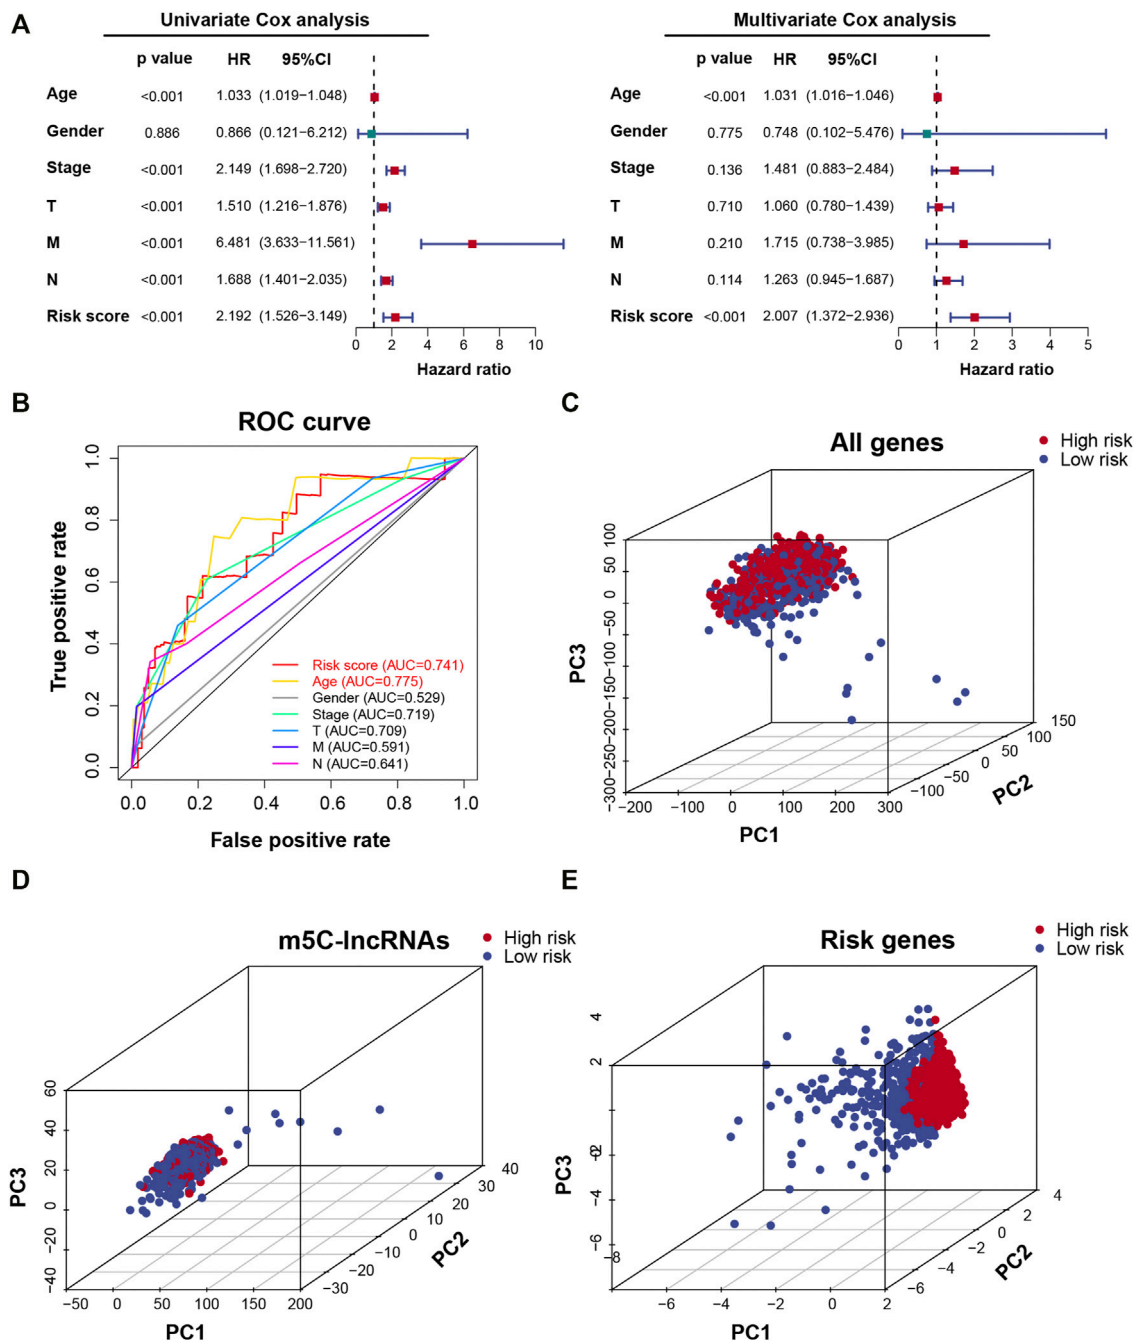 A
Univariate Cox analysis
p value HR 95%CI
Age <0.001 1.033 (1.019−1.048)
Gender 0.886 0.866 (0.121−6.212)
Stage <0.001 2.149 (1.698−2.720)
T <0.001 1.510 (1.216−1.876)
M <0.001 6.481 (3.633−11.561)
N <0.001 1.688 (1.401−2.035)
Risk score <0.001 2.192 (1.526−3.149)
0 2 4 6 8 10
Hazard ratio
Multivariate Cox analysis
p value HR 95%CI
Age <0.001 1.031 (1.016−1.046)
Gender 0.775 0.748 (0.102−5.476)
Stage 0.136 1.481 (0.883−2.484)
T 0.710 1.060 (0.780−1.439)
M 0.210 1.715 (0.738−3.985)
N 0.114 1.263 (0.945−1.687)
Risk score <0.001 2.007 (1.372−2.936)
0 1 2 3 4 5
Hazard ratio
B
ROC curve
True positive rate
1.0
0.8
0.6
0.4
0.2
0.0
Risk score (AUC=0.741)
Age (AUC=0.775)
Gender (AUC=0.529)
Stage (AUC=0.719)
T (AUC=0.709)
M (AUC=0.591)
N (AUC=0.641)
0.0 0.2 0.4 0.6 0.8 1.0
False positive rate
C
All genes
High risk
Low risk
PC3
100
50
0
−50
−100
−150
−200
−250
−300
−200 −100 0 100 200 300
PC1
−100
−50
0
50
100
150
PC2
D
m5C-lncRNAs
High risk
Low risk
PC3
60
40
20
0
−20
−40
−50 0 50 100 150 200
PC1
−30
−20
−10
0
10
20
30
40
PC2
E
Risk genes
High risk
Low risk
PC3
4
2
0
−2
−4
−6
−8
−6 −4 −2 0 2
PC1
−6
−4
−2
0
2
4
PC2